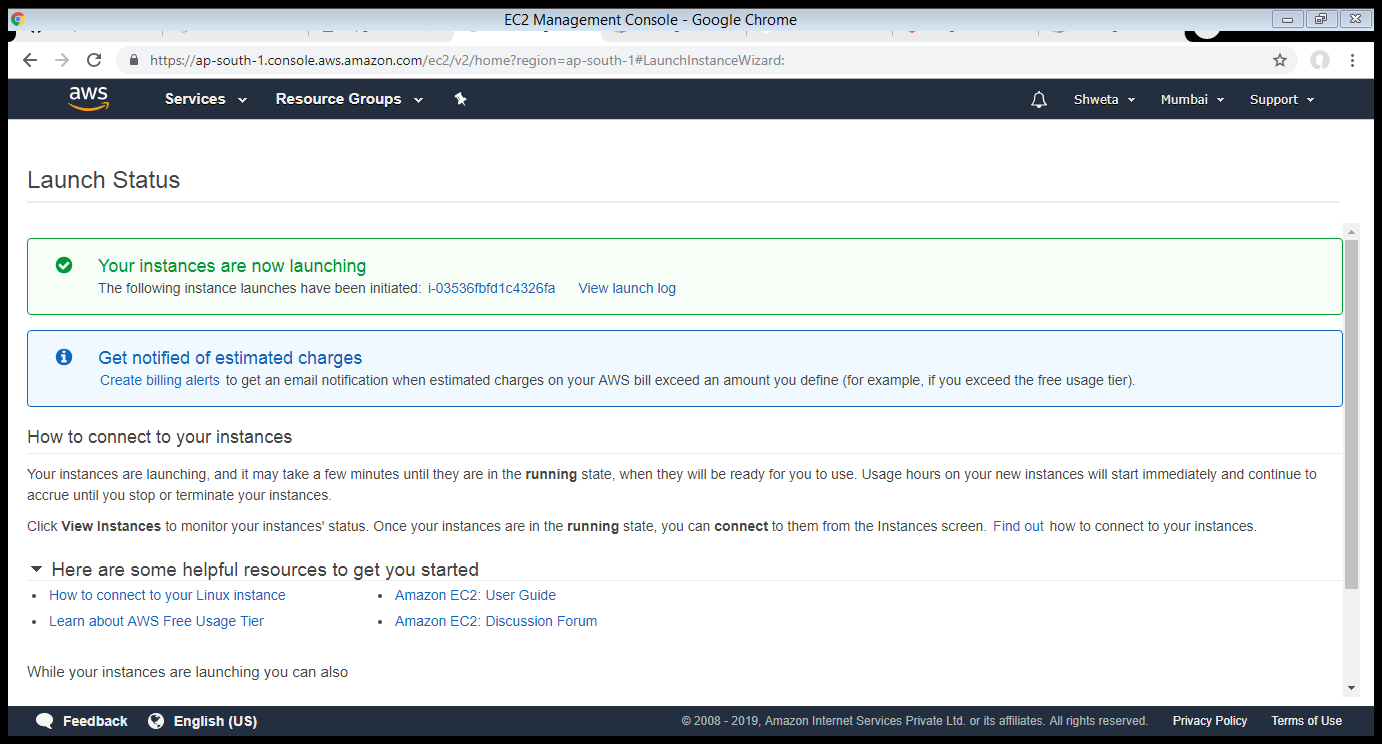 EC2 Management Console - Google Chrome
https://ap-south-1.console.aws.amazon.com/ec2/v2/home?region=ap-south-1#LaunchInstanceWizard:
aws Services Resource Groups Shweta Mumbai Support
Launch Status
Your instances are now launching
The following instance launches have been initiated: i-03536fbfd1c4326fa View launch log
Get notified of estimated charges
Create billing alerts to get an email notification when estimated charges on your AWS bill exceed an amount you define (for example, if you exceed the free usage tier).
How to connect to your instances
Your instances are launching, and it may take a few minutes until they are in the running state, when they will be ready for you to use. Usage hours on your new instances will start immediately and continue to
accrue until you stop or terminate your instances.
Click View Instances to monitor your instances' status. Once your instances are in the running state, you can connect to them from the Instances screen. Find out how to connect to your instances.
Here are some helpful resources to get you started
• How to connect to your Linux instance • Amazon EC2: User Guide
• Learn about AWS Free Usage Tier • Amazon EC2: Discussion Forum
While your instances are launching you can also
Feedback English (US) © 2008 - 2019, Amazon Internet Services Private Ltd. or its affiliates. All rights reserved. Privacy Policy Terms of Use